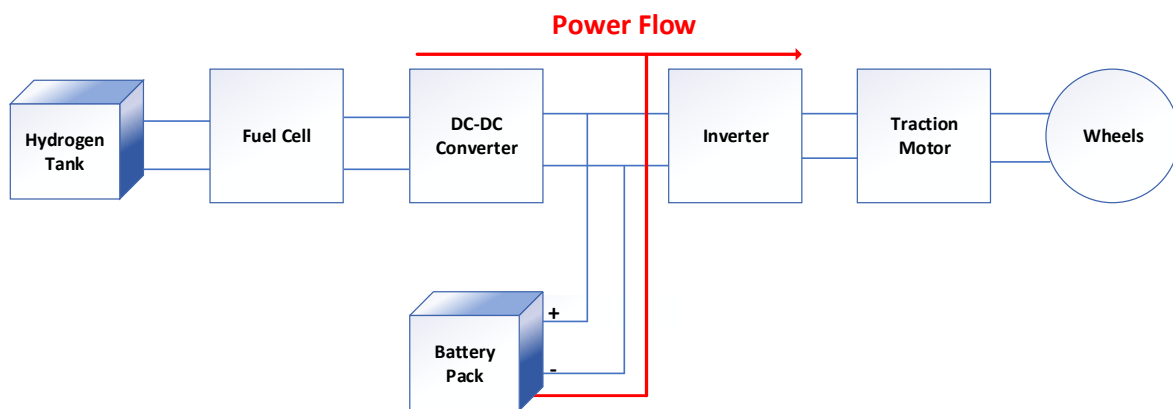 Power Flow
Hydrogen
Tank
Fuel Cell
DC-DC
Converter
Inverter
Traction
Motor
Wheels
+
Battery
Pack
-